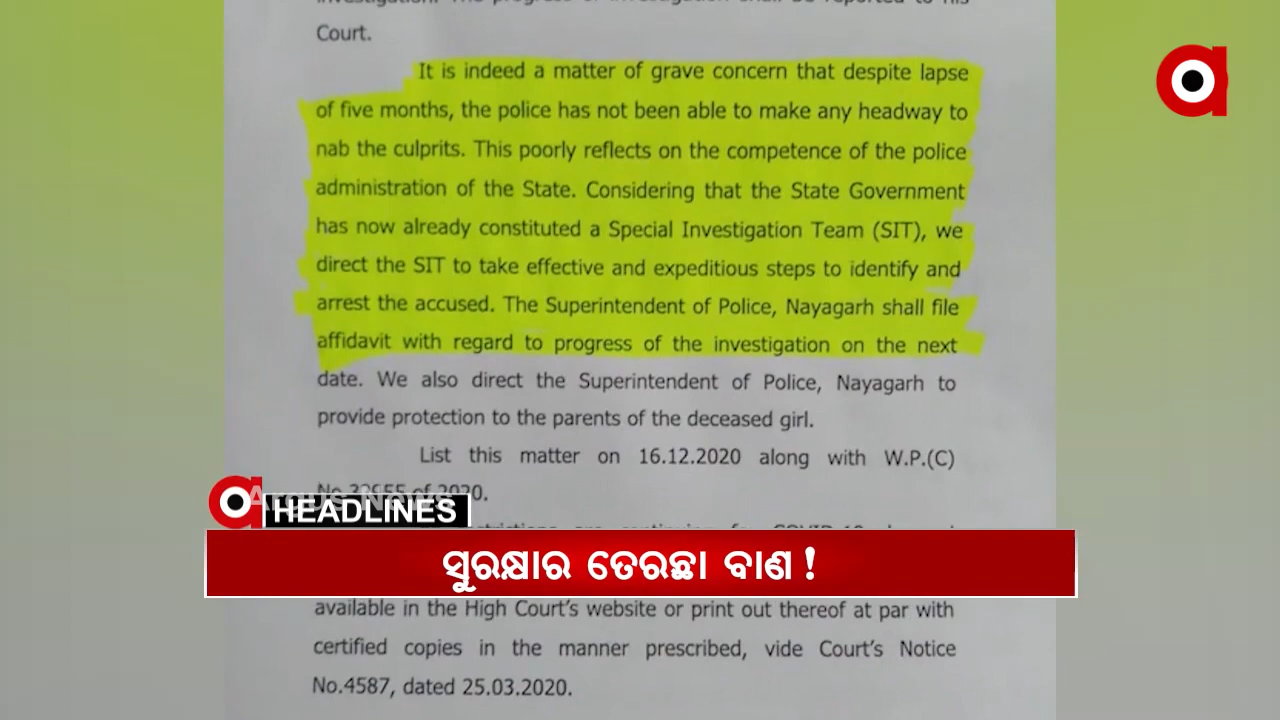 Court.
It is indeed a matter of grave concern that despite lapse
of five months, the police has not been able to make any headway to
nab the culprits. This poorly reflects on the competence of the police
administration of the State. Considering that the State Government
has now already constituted a Special Investigation Team (SIT), we
direct the SIT to take effective and expeditious steps to identify and
arrest the accused. The Superintendent of Police, Nayagarh shall file
affidavit with regard to progress of the investigation on the next
date. We also direct the Superintendent of Police, Nayagarh to
provide protection to the parents of the deceased girl.
List this matter on 16.12.2020 along with W.P.(C)
of 2020.
HEADLINES
ସୁରକ୍ଷାର ତେରଛା ବାଣ!
available in the High Court's website or print out thereof at par with
certified copies in the manner prescribed, vide Court's Notice
No.4587, dated 25.03.2020.